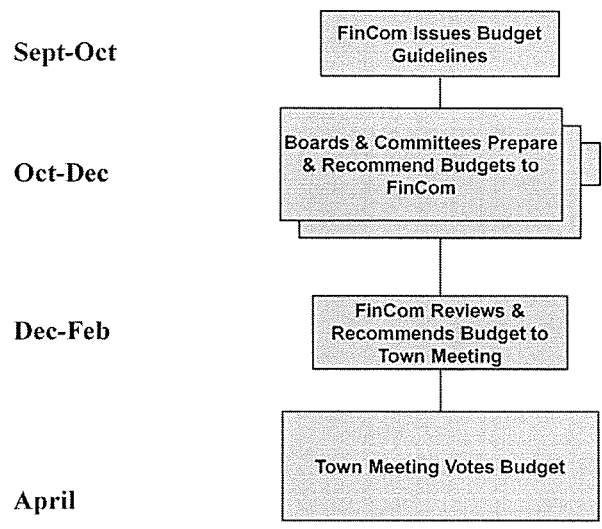 Sept-Oct
FinCom Issues Budget
Guidelines
Oct-Dec
Boards & Committees Prepare
& Recommend Budgets to
FinCom
Dec-Feb
FinCom Reviews &
Recommends Budget to
Town Meeting
Town Meeting Votes Budget
April